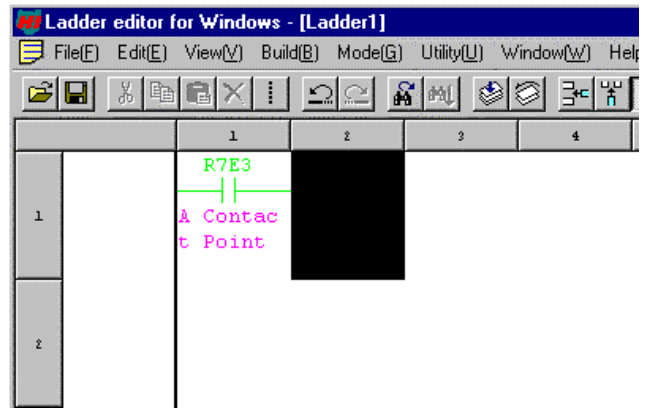 Ladder editor for Windows - [Ladder1]
File(F) Edit(E) View(V) Build(B) Mode(G) Utility(U) Window(W)
1 2 3 4
R7E3
1
A Contac
t Point
2